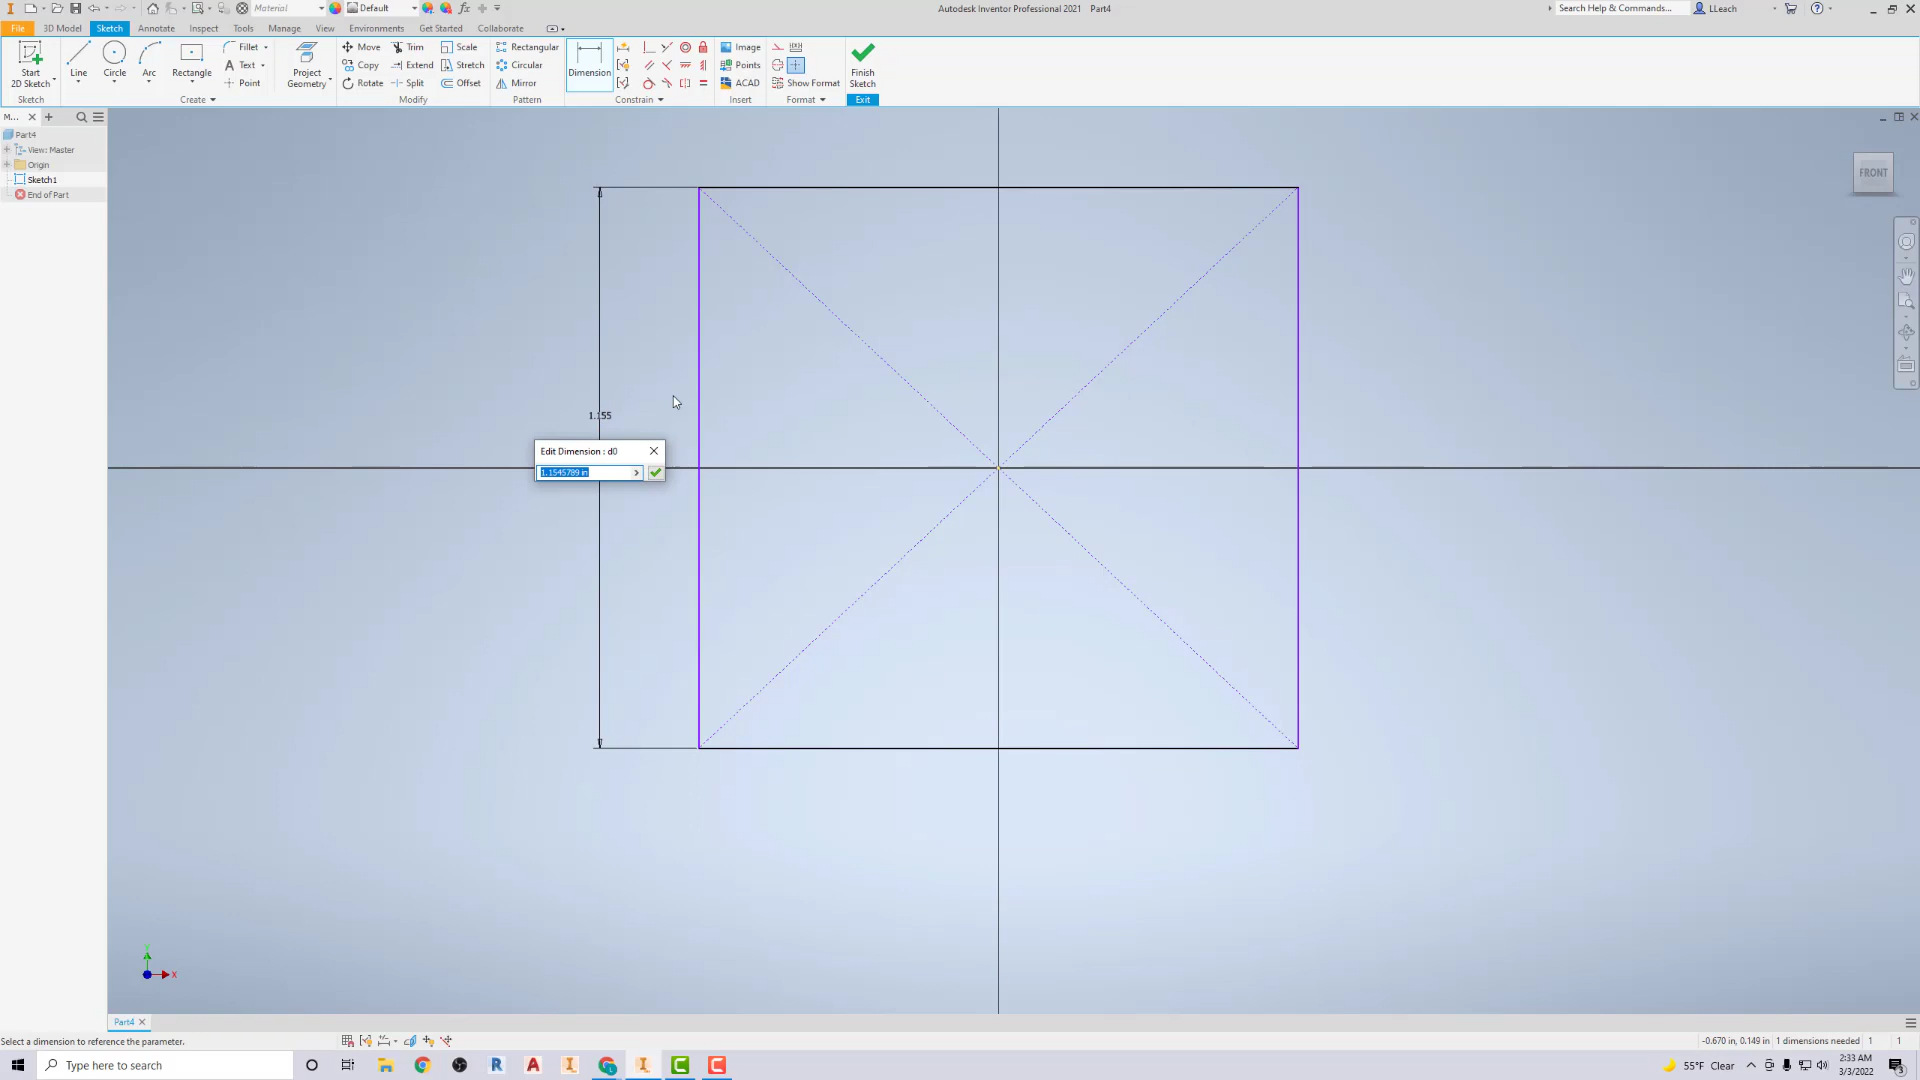 Material
Default
Autodesk Inventor Professional 2021 Part4
Search Help & Commands...
LLeach
File 3D Model Sketch Annotate Inspect Tools Manage View Environments Get Started Collaborate
Start
2D Sketch
Line
Circle
Arc
Rectangle
Fillet
Text
Point
Project
Geometry
Move
Copy
Rotate
Trim
Extend
Split
Scale
Stretch
Offset
Rectangular
Circular
Mirror
Dimension
Image
Points
ACAD
Show Format
Finish
Sketch
Sketch Create Modify Pattern Constrain Insert Format Exit
M...
Part4
View: Master
Origin
Sketch1
End of Part
FRONT
1.155
Edit Dimension : d0
1.1545789 in
Y
X
Part4
Select a dimension to reference the parameter.
-0.670 in, 0.149 in 1 dimensions needed 1 1
Type here to search
55°F Clear
2:33 AM
3/3/2022
3